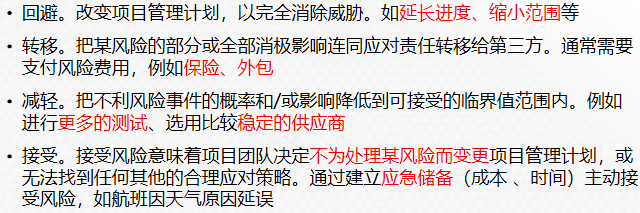 • 回避。改变项目管理计划，以完全消除威胁。如延长进度、缩小范围等
• 转移。把某风险的部分或全部消极影响连同应对责任转移给第三方。通常需要
支付风险费用，例如保险、外包
• 减轻。把不利风险事件的概率和/或影响降低到可接受的临界值范围内。例如
进行更多的测试、选用比较稳定的供应商
• 接受。接受风险意味着项目团队决定不为处理某风险而变更项目管理计划，或
无法找到任何其他的合理应对策略。通过建立应急储备（成本 、时间）主动接
受风险，如航班因天气原因延误